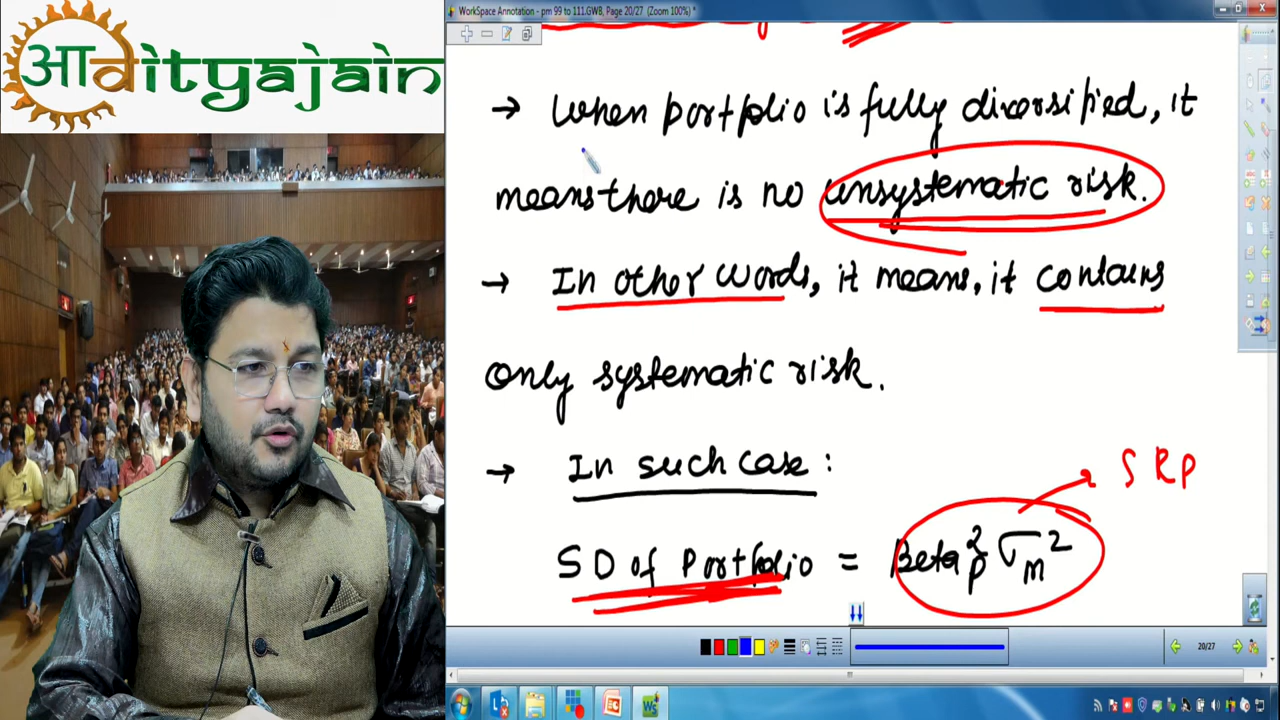 आdityajain
WorkSpace Annotation - pm 99 to 111.GWB, Page 20/27 (Zoom 100%) *
→ When portfolio is fully diversified, it
means there is no unsystematic risk.
→ In other words, it means, it contains
only systematic risk.
→ In such case:
SRP
SD of Portfolio = Beta²p σm²
20/27